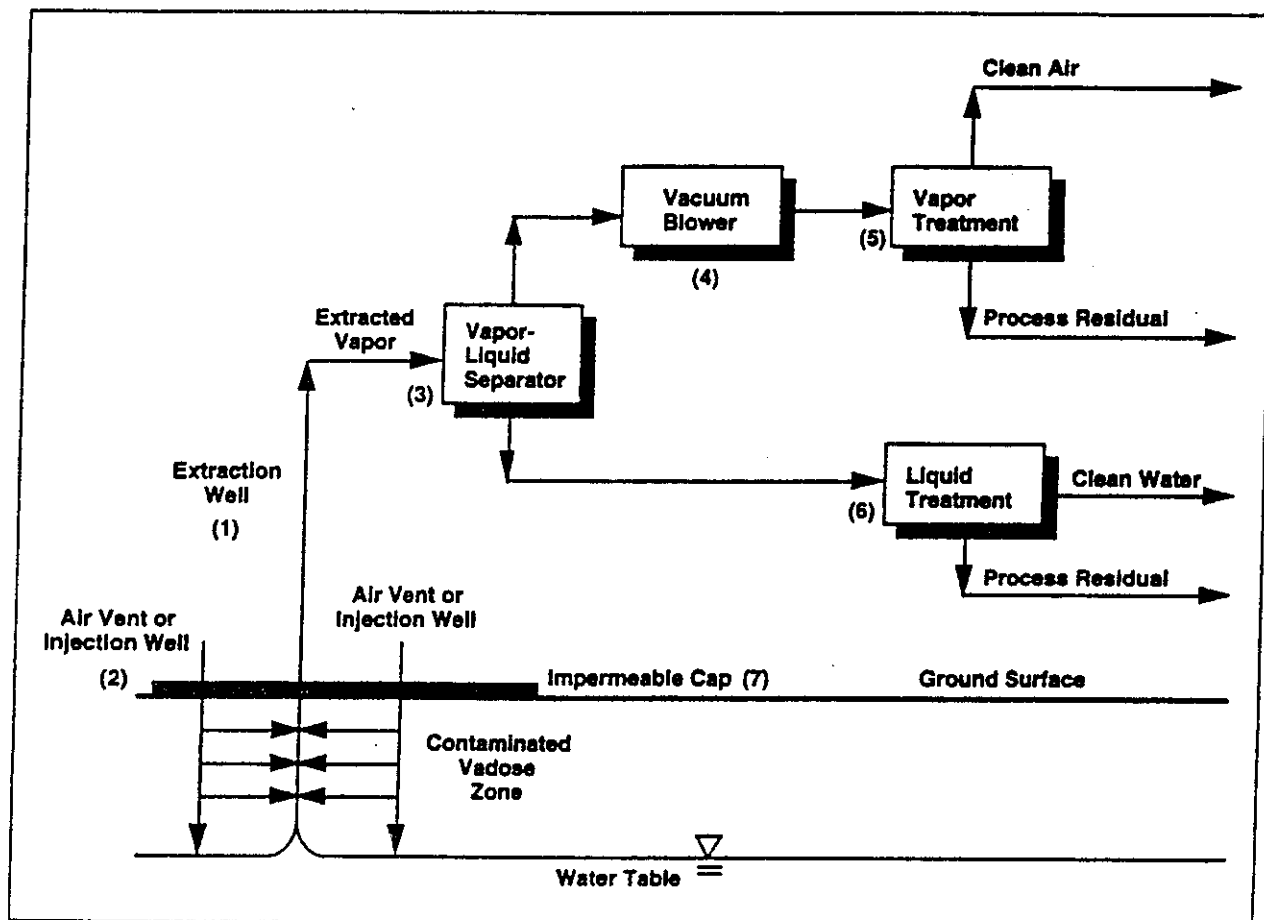 Clean Air
Vacuum
Blower
(4)
Vapor
Treatment
(5)
Process Residual
Extracted
Vapor
Vapor-
Liquid
Separator
(3)
Extraction
Well
(1)
Liquid
Treatment
(6)
Clean Water
Process Residual
Air Vent or
Injection Well
(2)
Air Vent or
Injection Well
Impermeable Cap (7)
Ground Surface
Contaminated
Vadose
Zone
Water Table